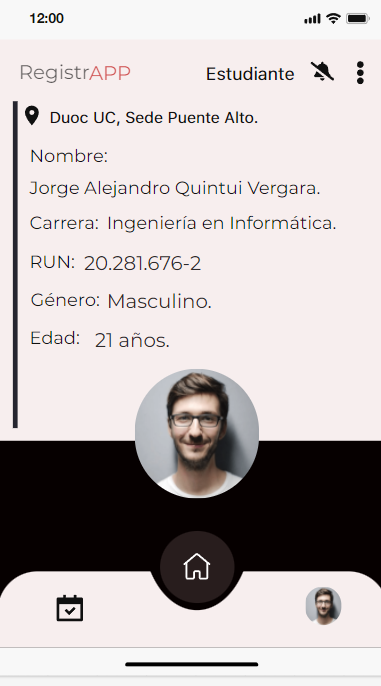 12:00
RegistrAPP
Estudiante
Duoc UC, Sede Puente Alto.
Nombre:
Jorge Alejandro Quintui Vergara.
Carrera: Ingeniería en Informática.
RUN: 20.281.676-2
Género: Masculino.
Edad: 21 años.